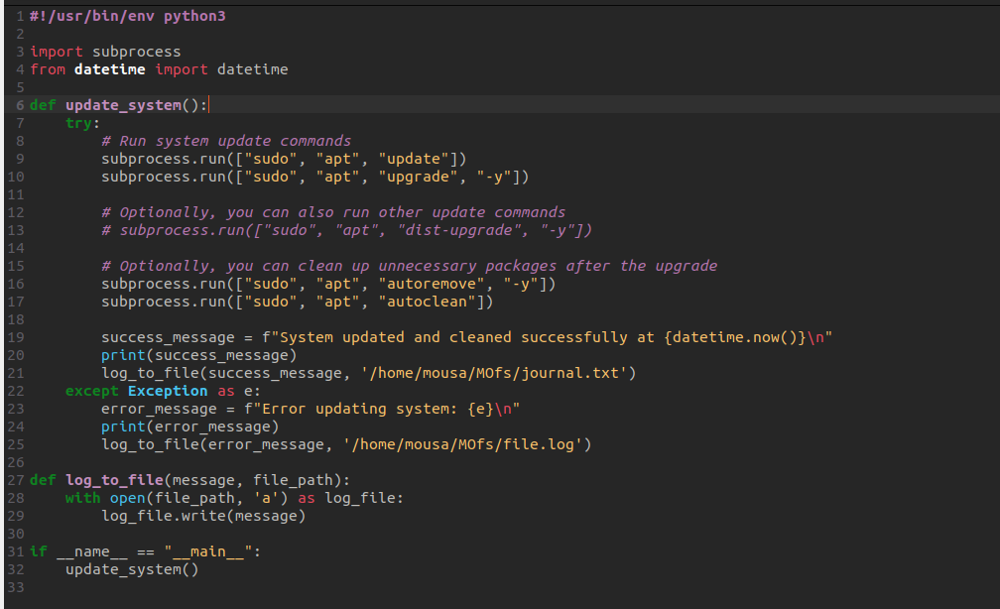 1 #!/usr/bin/env python3
2
3 import subprocess
4 from datetime import datetime
5
6 def update_system():
7     try:
8         # Run system update commands
9         subprocess.run(["sudo", "apt", "update"])
10         subprocess.run(["sudo", "apt", "upgrade", "-y"])
11
12         # Optionally, you can also run other update commands
13         # subprocess.run(["sudo", "apt", "dist-upgrade", "-y"])
14
15         # Optionally, you can clean up unnecessary packages after the upgrade
16         subprocess.run(["sudo", "apt", "autoremove", "-y"])
17         subprocess.run(["sudo", "apt", "autoclean"])
18
19         success_message = f"System updated and cleaned successfully at {datetime.now()}\n"
20         print(success_message)
21         log_to_file(success_message, '/home/mousa/MOfs/journal.txt')
22     except Exception as e:
23         error_message = f"Error updating system: {e}\n"
24         print(error_message)
25         log_to_file(error_message, '/home/mousa/MOfs/file.log')
26
27 def log_to_file(message, file_path):
28     with open(file_path, 'a') as log_file:
29         log_file.write(message)
30
31 if __name__ == "__main__":
32     update_system()
33